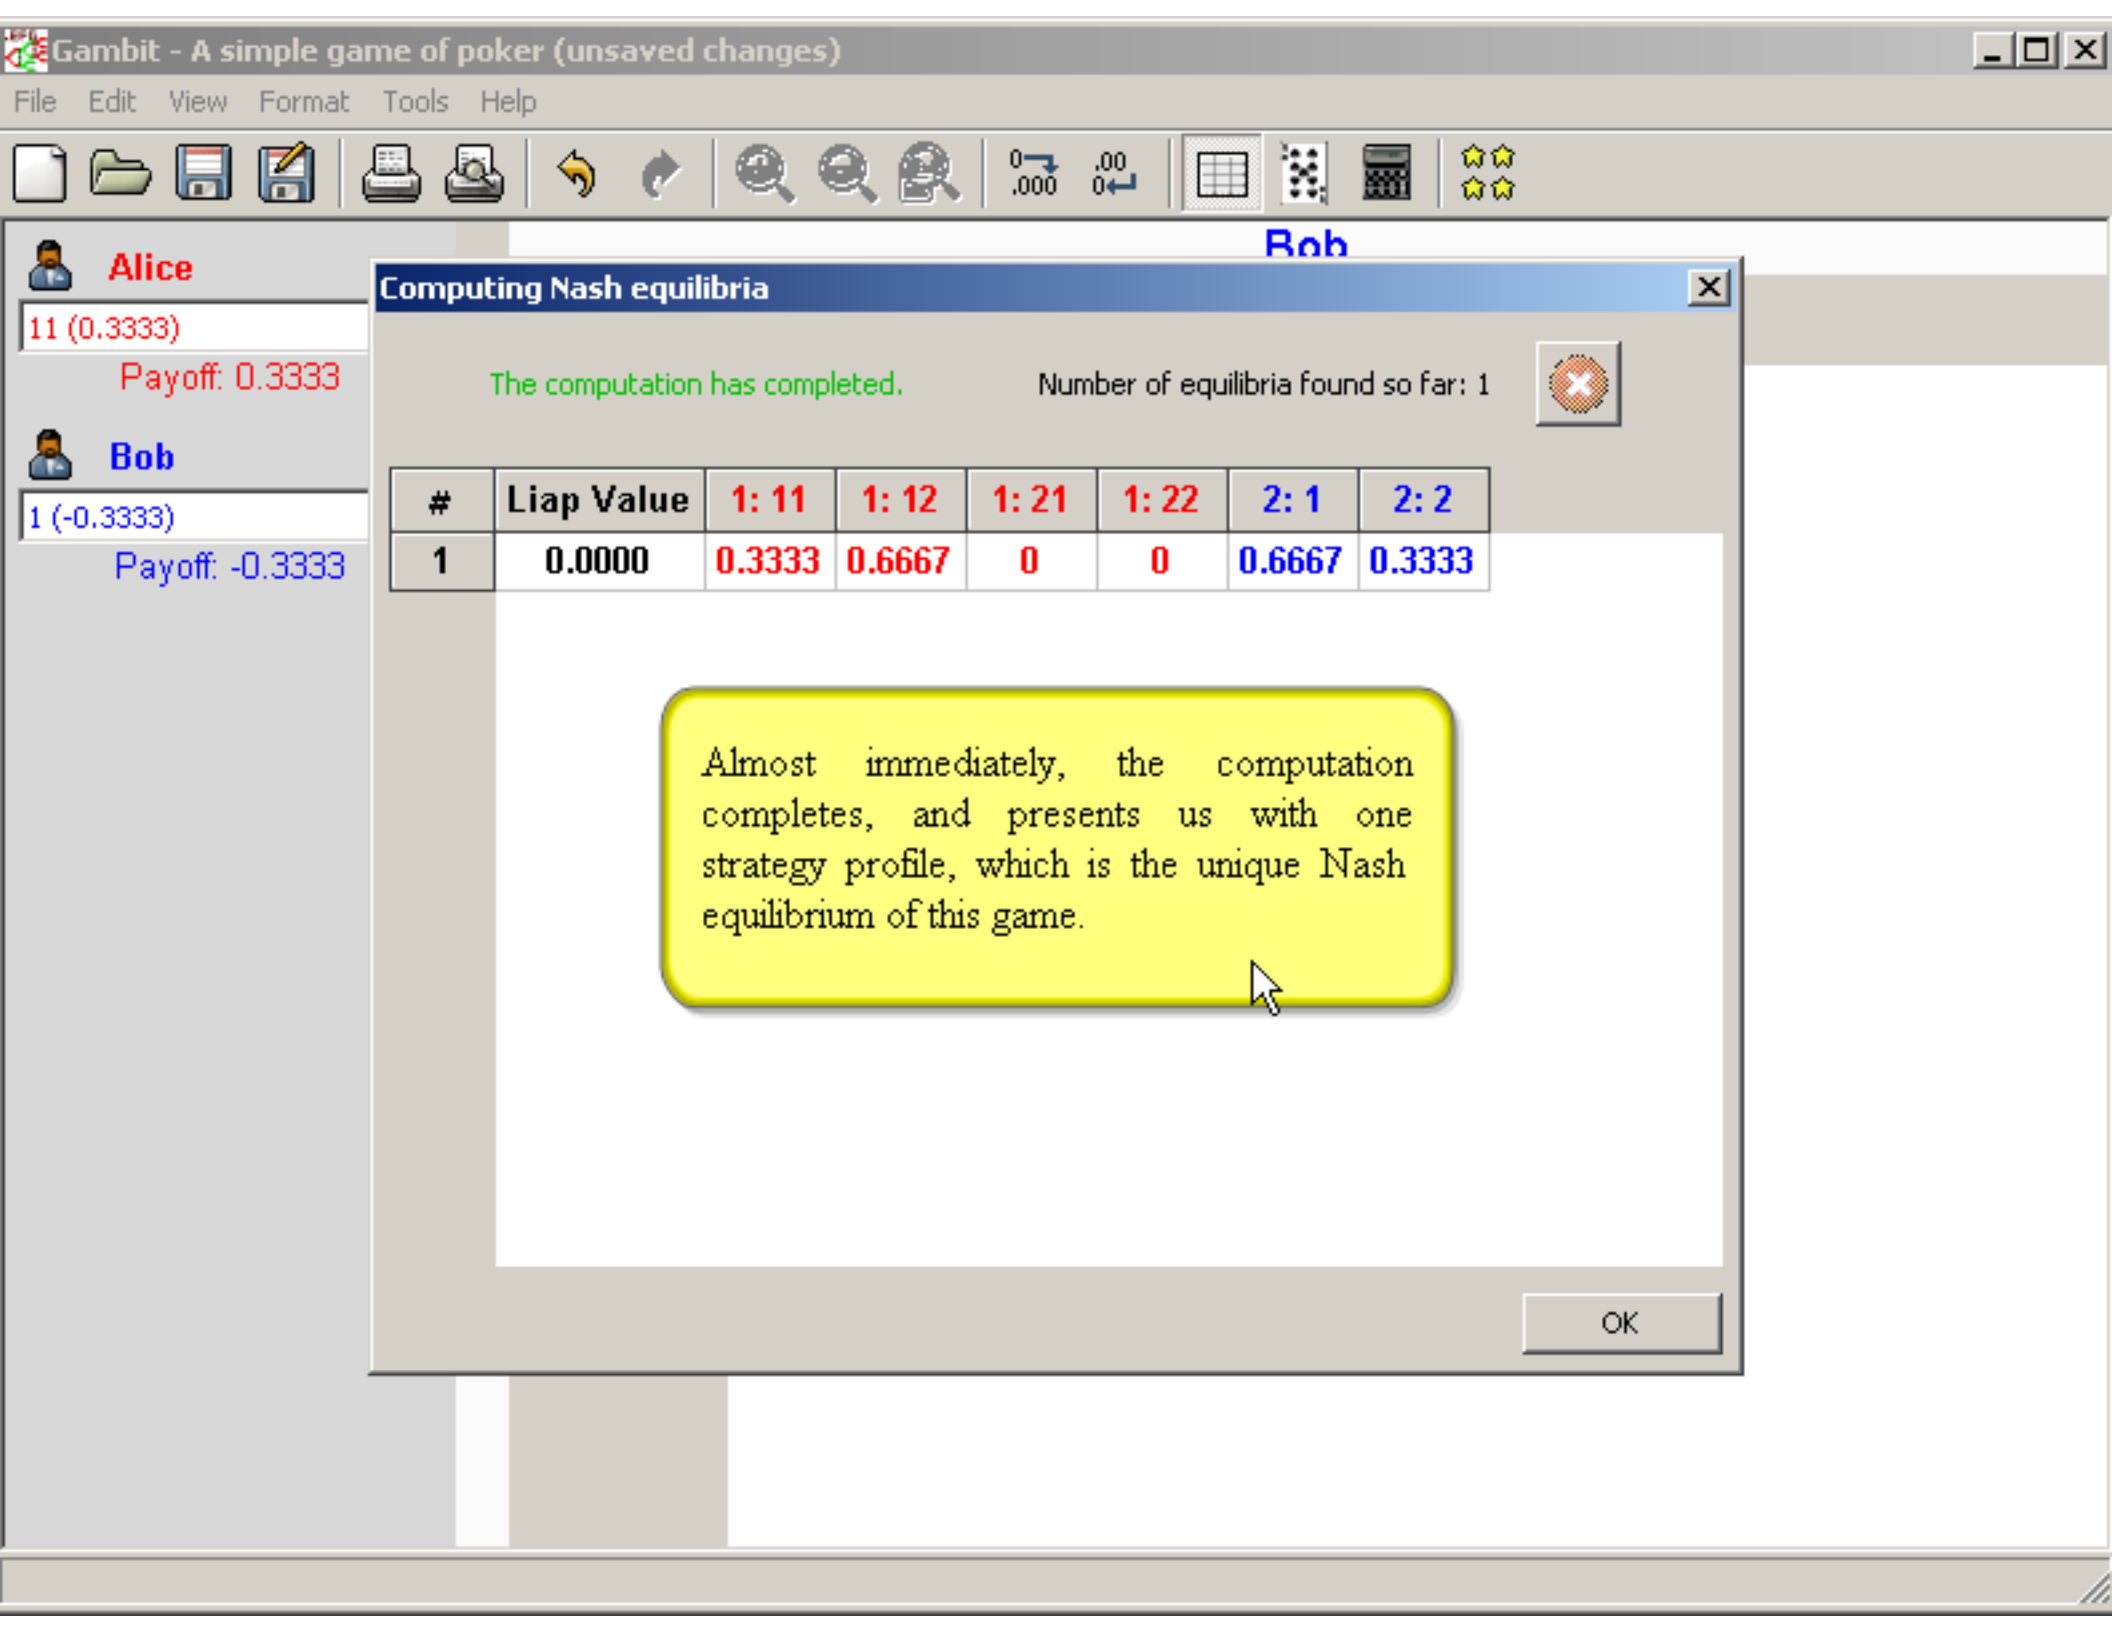 Gambit - A simple game of poker (unsaved changes)
File Edit View Format Tools Help
0 .000 .00 0
Alice
11 (0.3333)
Payoff: 0.3333
Bob
1 (-0.3333)
Payoff: -0.3333
Bob
Computing Nash equilibria
The computation has completed. Number of equilibria found so far: 1
# Liap Value 1: 11 1: 12 1: 21 1: 22 2: 1 2: 2
1 0.0000 0.3333 0.6667 0 0 0.6667 0.3333
Almost immediately, the computation
completes, and presents us with one
strategy profile, which is the unique Nash
equilibrium of this game.
OK